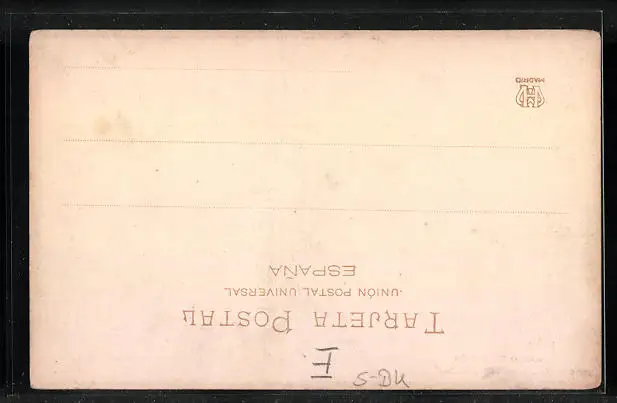 TARJETA POSTAL
·UNIÓN POSTAL UNIVERSAL·
ESPAÑA
MADRID